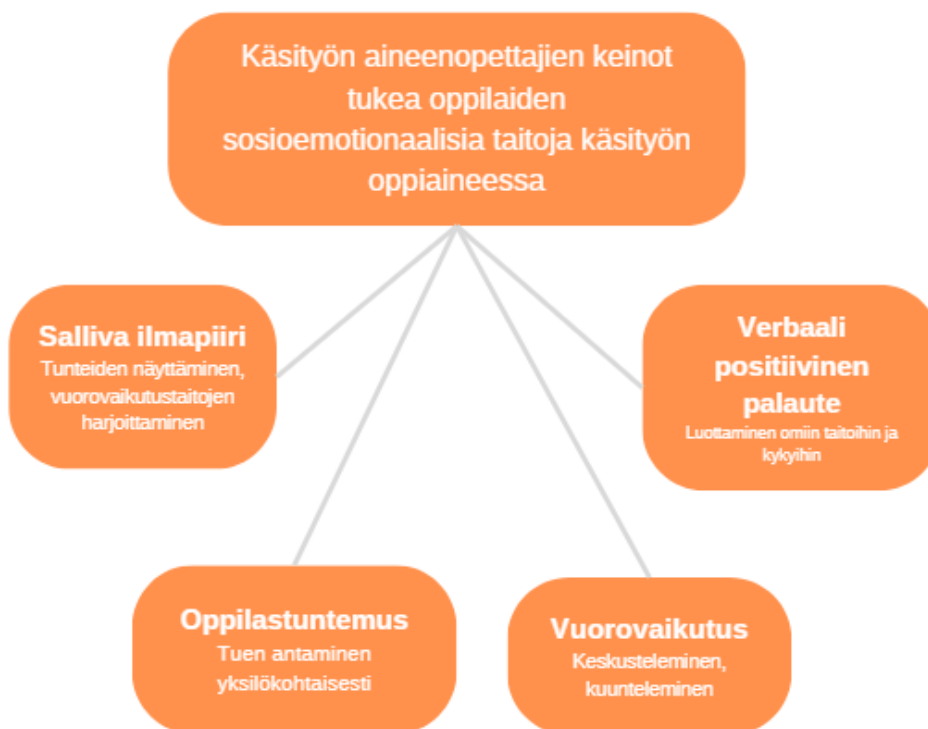 Käsityön aineenopettajien keinot
tukea oppilaiden
sosioemotionaalisia taitoja käsityön
oppiaineessa
Salliva ilmapiiri
Tunteiden näyttäminen,
vuorovaikutustaitojen
harjoittaminen
Verbaali
positiivinen
palaute
Luottaminen omiin taitoihin ja
kykyihin
Oppilastuntemus
Tuen antaminen
yksilökohtaisesti
Vuorovaikutus
Keskusteleminen,
kuunteleminen